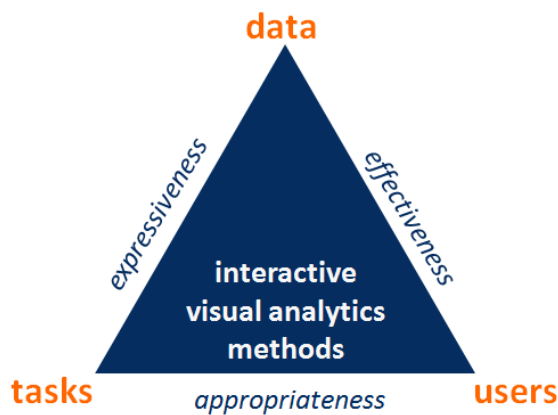 data
expressiveness
effectiveness
interactive
visual analytics
methods
tasks
appropriateness
users